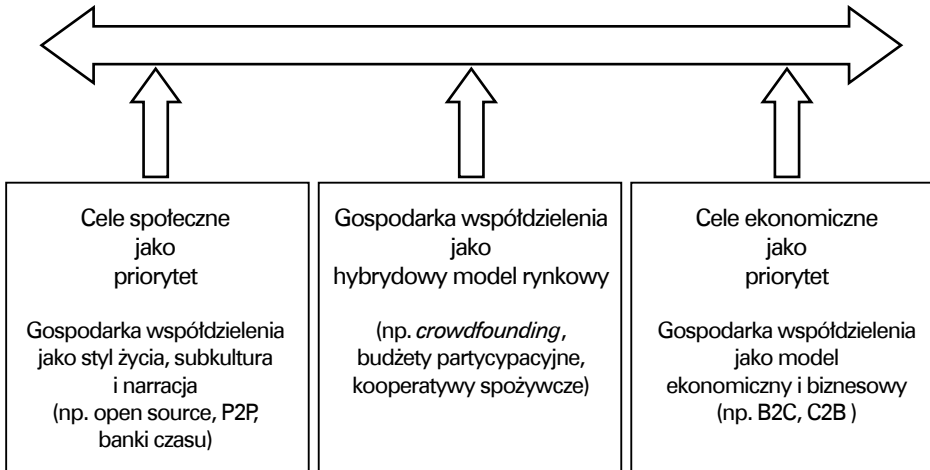 Cele społeczne
jako
priorytet
Gospodarka współdzielenia
jako styl życia, subkultura
i narracja
(np. open source, P2P,
banki czasu)
Gospodarka współdzielenia
jako
hybrydowy model rynkowy
(np. crowdfounding,
budżety partycypacyjne,
kooperatywy spożywcze)
Cele ekonomiczne
jako
priorytet
Gospodarka współdzielenia
jako model
ekonomiczny i biznesowy
(np. B2C, C2B )